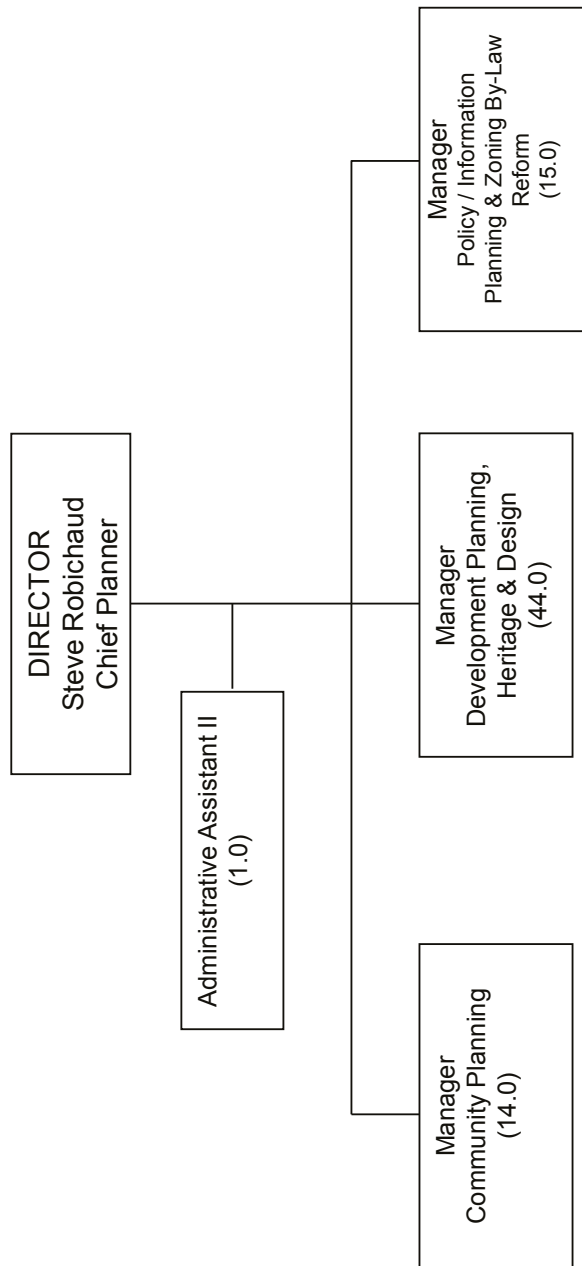 DIRECTOR
Steve Robichaud
Chief Planner
Administrative Assistant II
(1.0)
Manager
Community Planning
(14.0)
Manager
Development Planning,
Heritage & Design
(44.0)
Manager
Policy / Information
Planning & Zoning By-Law
Reform
(15.0)